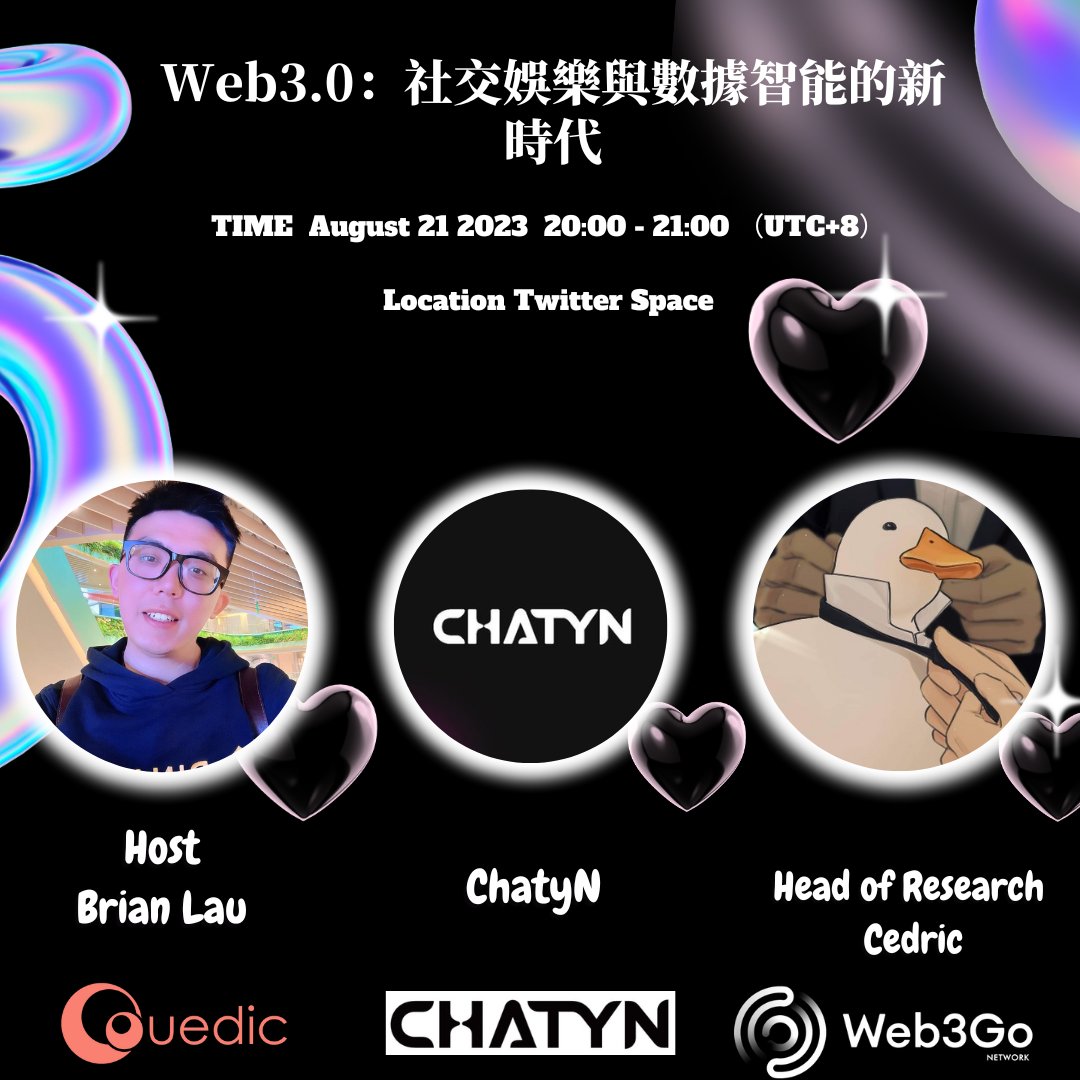 Web3.0：社交娛樂與數據智能的新
時代
TIME August 21 2023 20:00 - 21:00 （UTC+8）
Location Twitter Space
CHATYN
Host
Brian Lau
ChatyN
Head of Research
Cedric
Ouedic
CHATYN
Web3Go
NETWORK